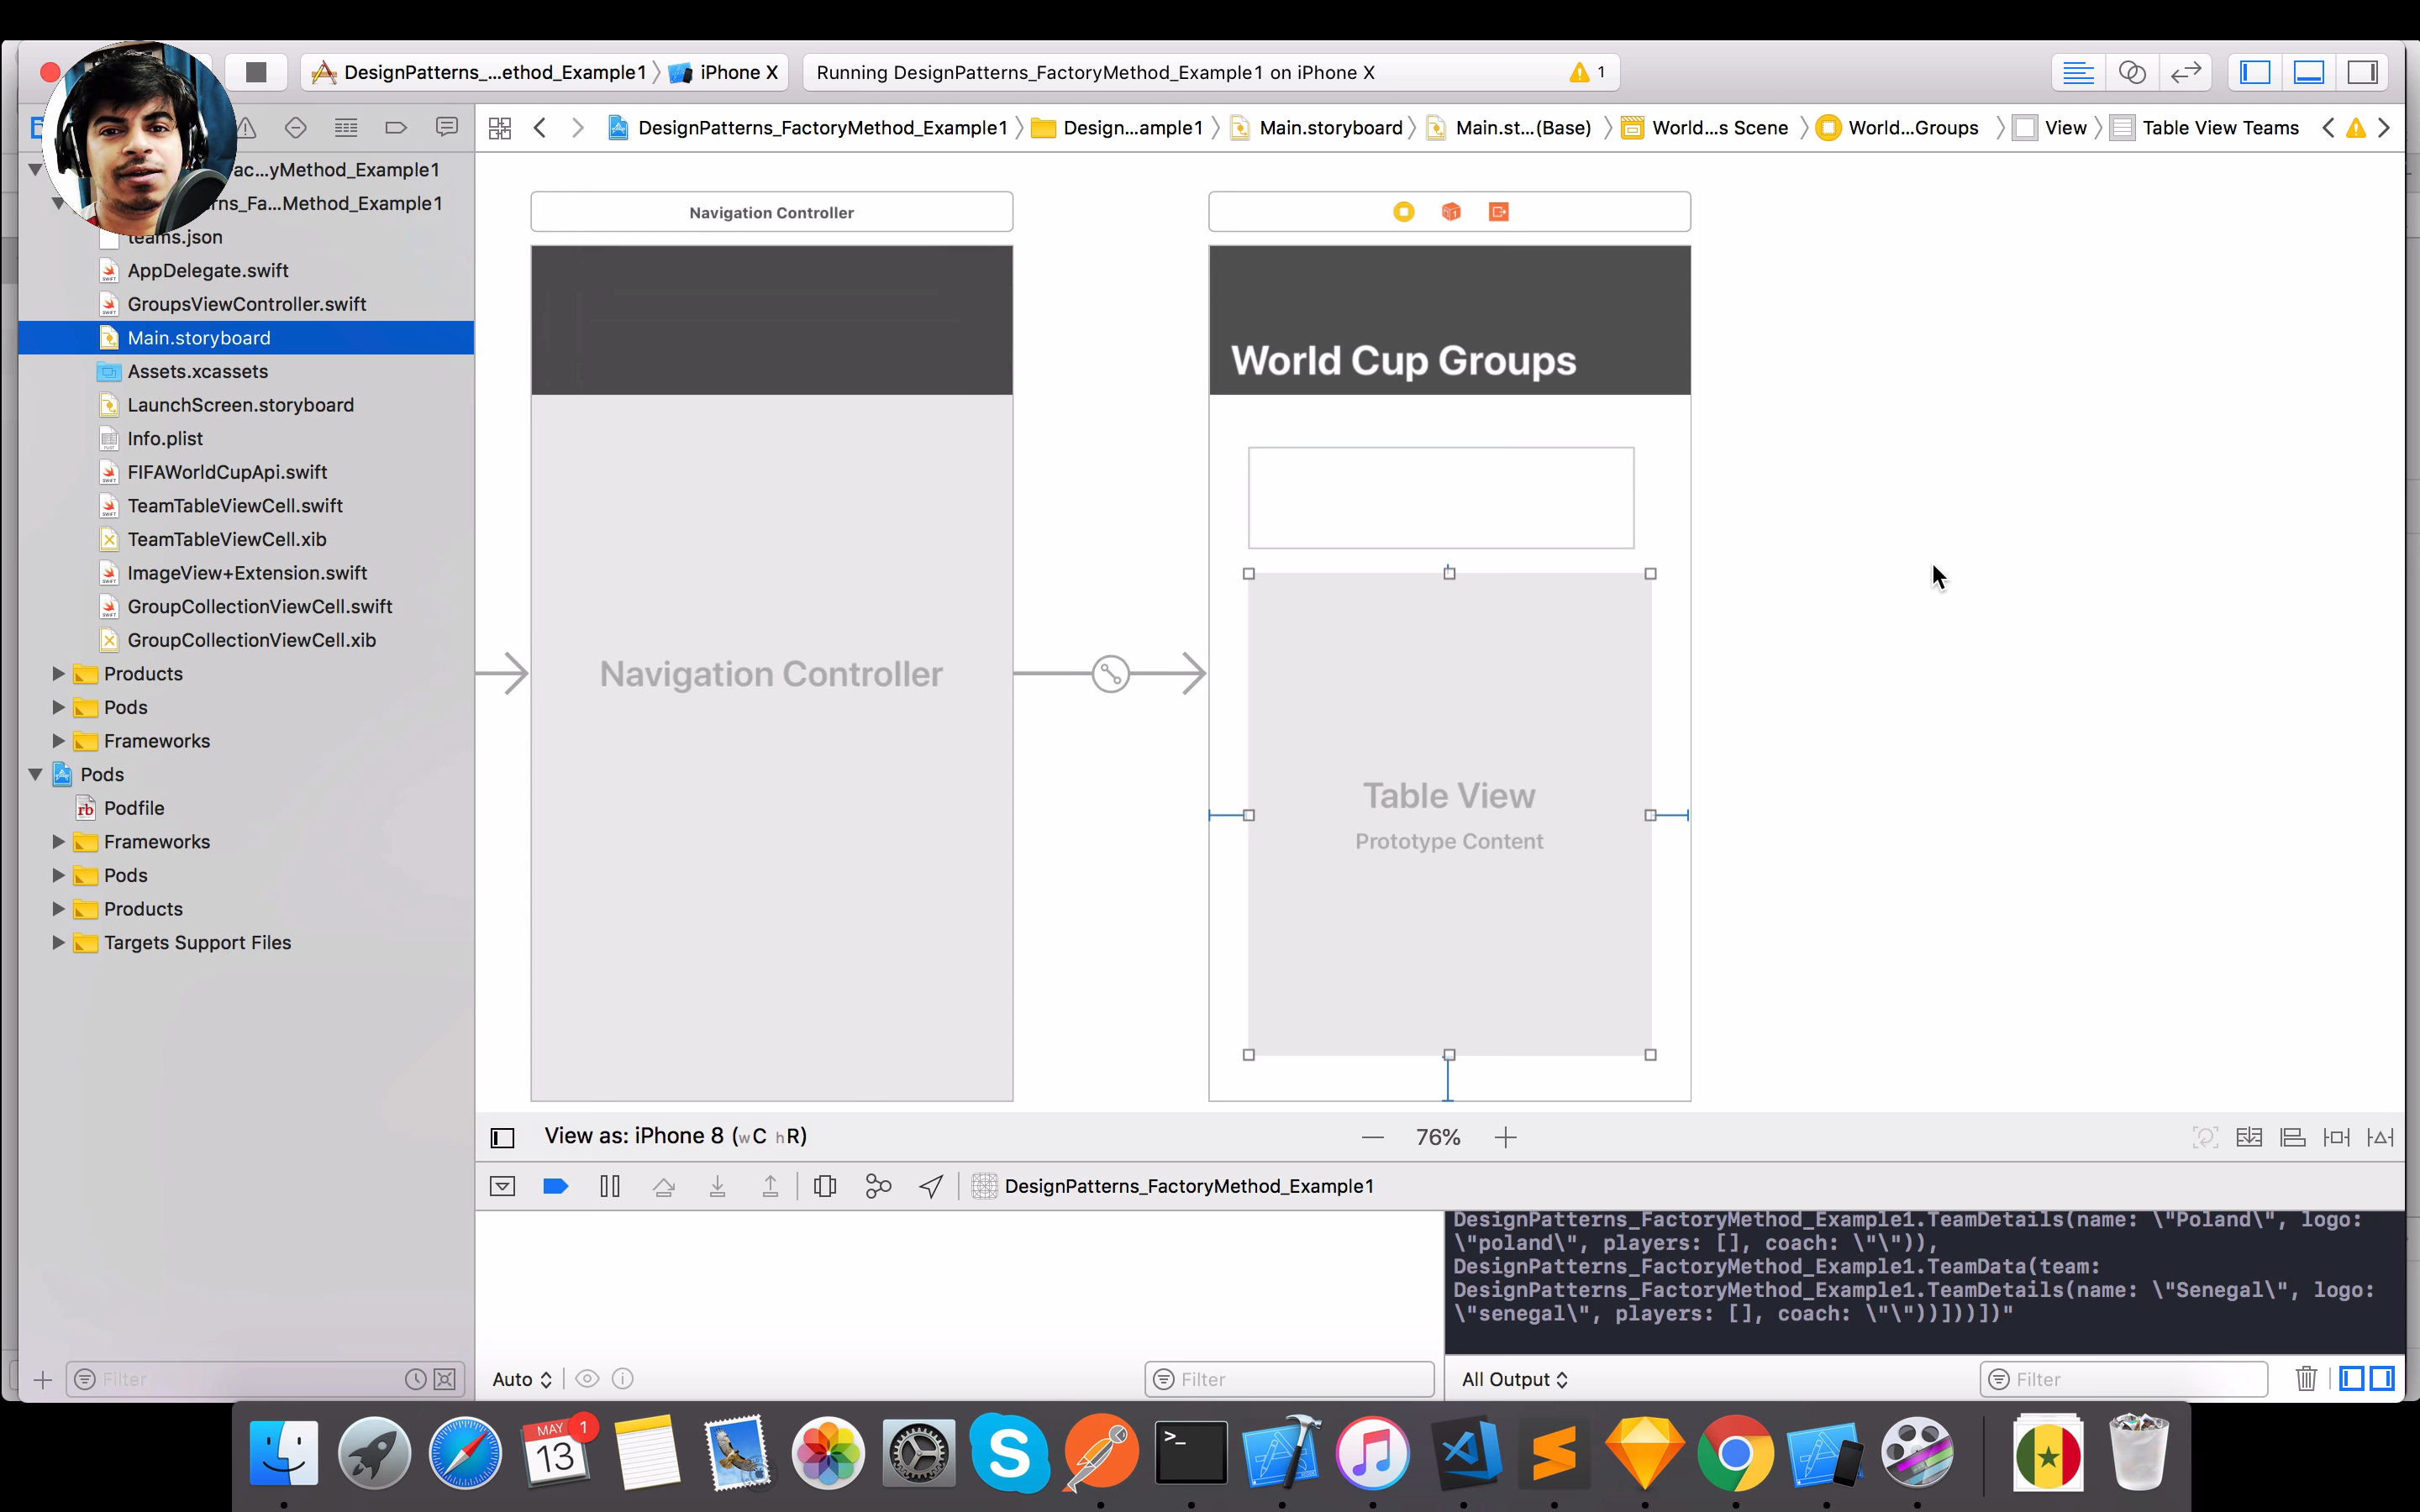 DesignPatterns_...ethod_Example1 〉 iPhone X
Running DesignPatterns_FactoryMethod_Example1 on iPhone X
1
DesignPatterns_FactoryMethod_Example1 〉 Design...ample1 〉 Main.storyboard 〉 Main.st...(Base) 〉 World...s Scene 〉 World...Groups 〉 View 〉 Table View Teams
ac...yMethod_Example1
rns_Fa...Method_Example1
teams.json
AppDelegate.swift
GroupsViewController.swift
Main.storyboard
Assets.xcassets
LaunchScreen.storyboard
Info.plist
FIFAWorldCupApi.swift
TeamTableViewCell.swift
TeamTableViewCell.xib
ImageView+Extension.swift
GroupCollectionViewCell.swift
GroupCollectionViewCell.xib
Products
Pods
Frameworks
Pods
rb Podfile
Frameworks
Pods
Products
Targets Support Files
Filter
Navigation Controller
Navigation Controller
1
World Cup Groups
Table View
Prototype Content
View as: iPhone 8 (wC hR)
— 76% +
DesignPatterns_FactoryMethod_Example1
DesignPatterns_FactoryMethod_Example1.TeamDetails(name: \"Poland\", logo:
\"poland\", players: [], coach: \"\")),
DesignPatterns_FactoryMethod_Example1.TeamData(team:
DesignPatterns_FactoryMethod_Example1.TeamDetails(name: \"Senegal\", logo:
\"senegal\", players: [], coach: \"\"))]))])"
Auto
Filter
All Output
Filter
MAY
13
1
S
>_